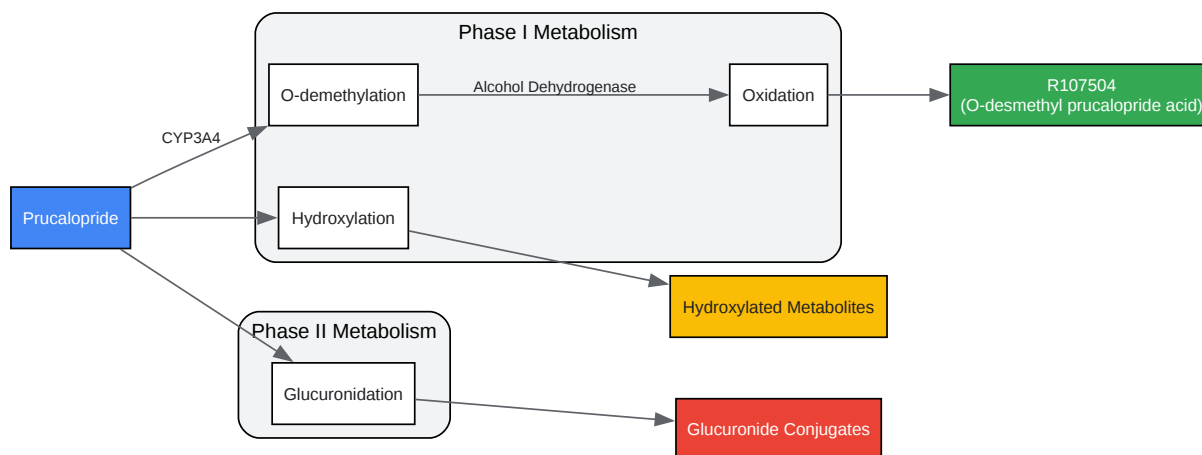 Phase I Metabolism
O-demethylation
Alcohol Dehydrogenase
Oxidation
R107504
(O-desmethyl prucalopride acid)
CYP3A4
Prucalopride
Hydroxylation
Hydroxylated Metabolites
Phase II Metabolism
Glucuronidation
Glucuronide Conjugates